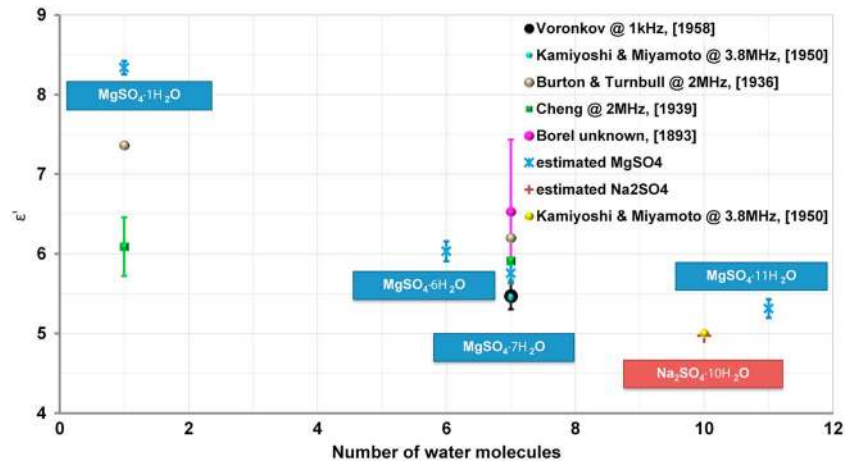 9
8
7
6
5
4
ε'
0
2
4
6
8
10
12
Number of water molecules
Voronkov @ 1kHz, [1958]
Kamiyoshi & Miyamoto @ 3.8MHz, [1950]
Burton & Turnbull @ 2MHz, [1936]
Cheng @ 2MHz, [1939]
Borel unknown, [1893]
estimated MgSO4
estimated Na2SO4
Kamiyoshi & Miyamoto @ 3.8MHz, [1950]
MgSO₄·1H₂O
MgSO₄·6H₂O
MgSO₄·7H₂O
MgSO₄·11H₂O
Na₂SO₄·10H₂O